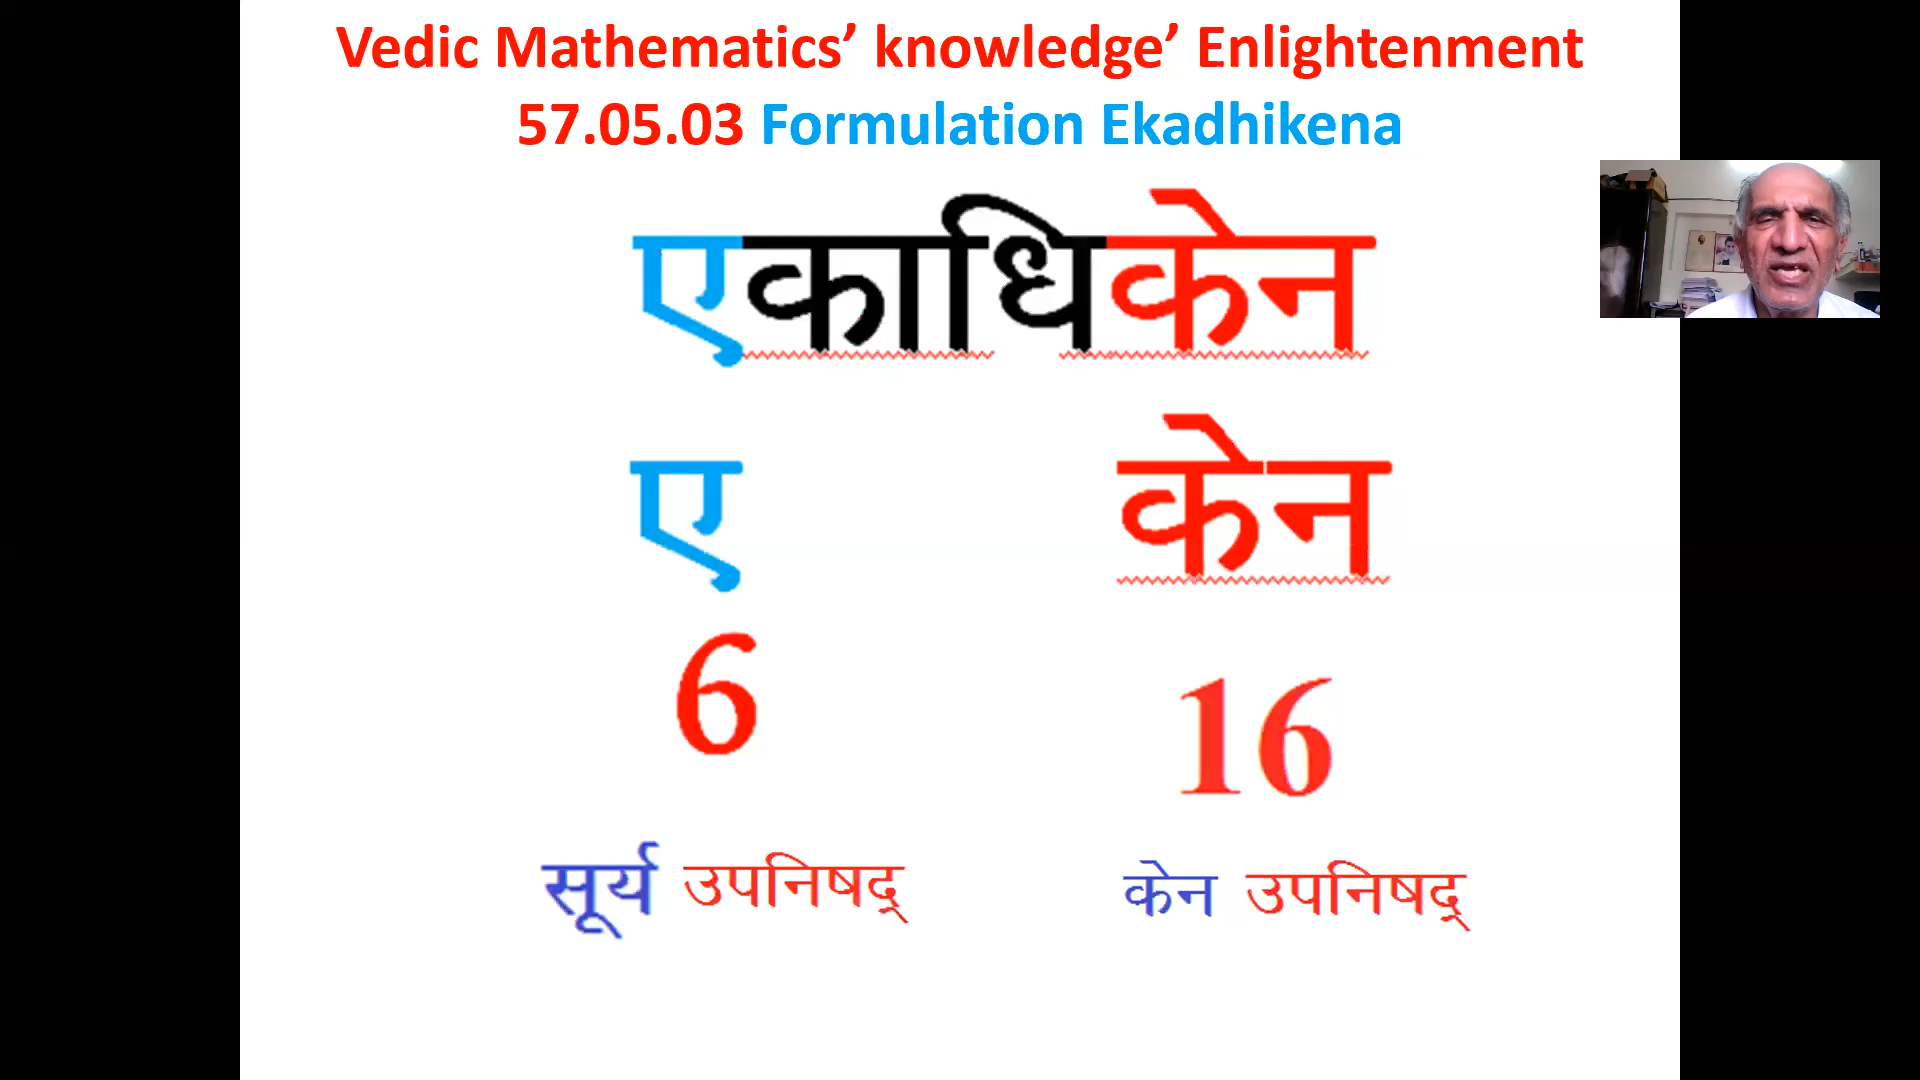 Vedic Mathematics’ knowledge’ Enlightenment
57.05.03 Formulation Ekadhikena
एकाधिकेन
ए केन
6 16
सूर्य उपनिषद् केन उपनिषद्